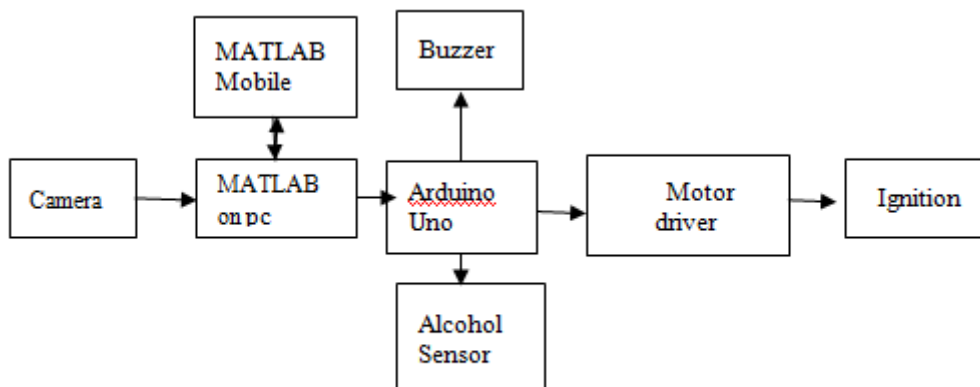 MATLAB
Mobile
Buzzer
Camera
MATLAB
on pc
Arduino
Uno
Motor
driver
Ignition
Alcohol
Sensor